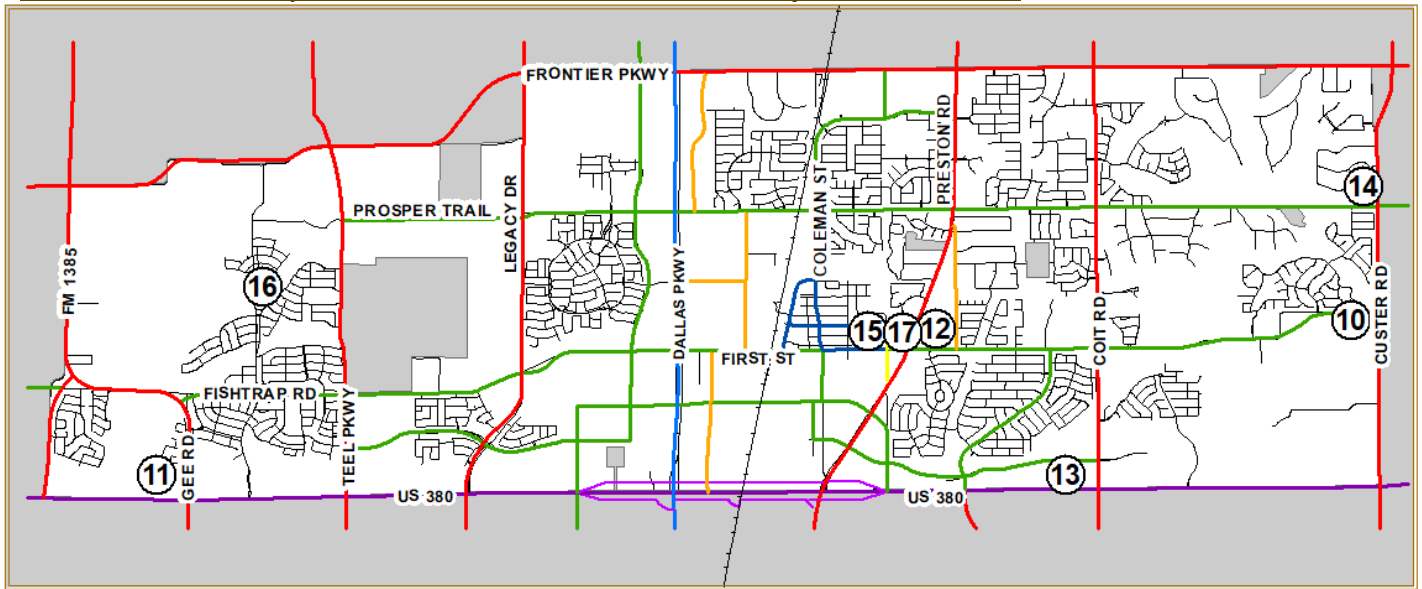 FRONTIER PKWY
PRESTON RD
COLEMAN ST
14
PROSPER TRAIL
LEGACY DR
FM 1385
16
DALLAS PKWY
15
17
12
10
CUSTER RD
COIT RD
FIRST ST
FISHTRAP RD
TEEL PKWY
GEE RD
11
13
US 380
US 380